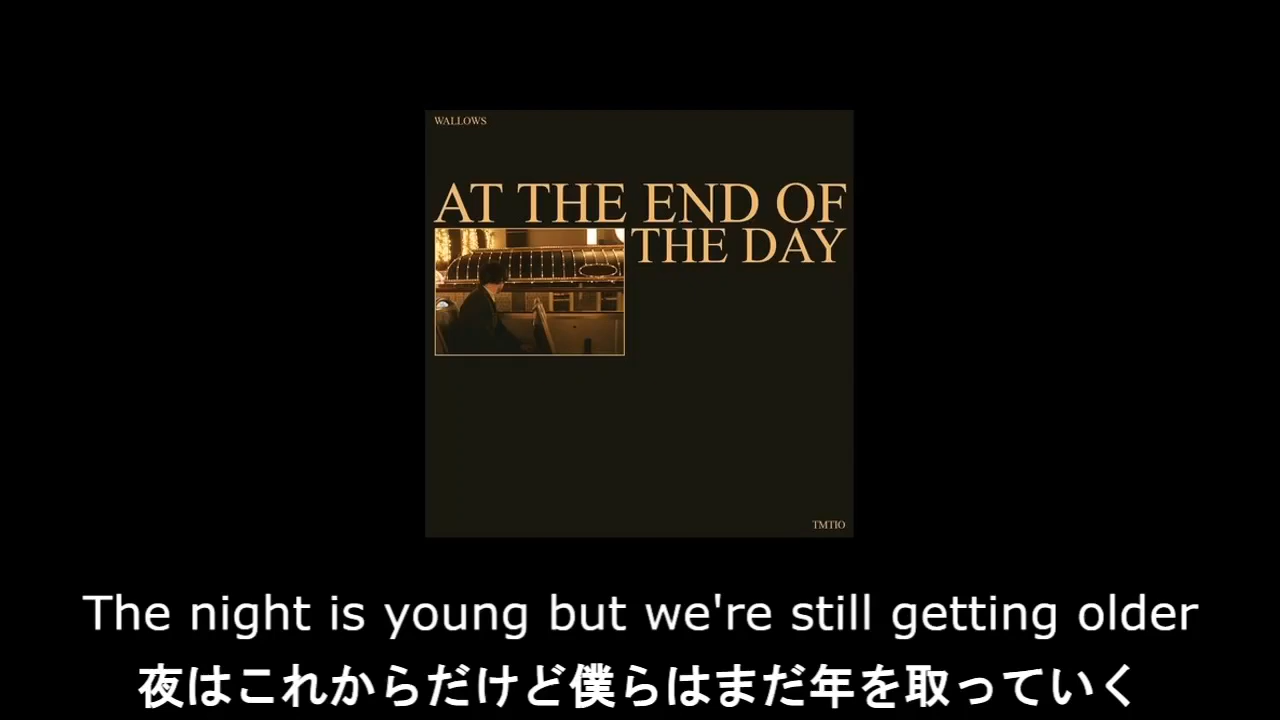 WALLOWS
AT THE END OF
THE DAY
TMTIO
The night is young but we're still getting older
夜はこれからだけど僕らはまだ年を取っていく